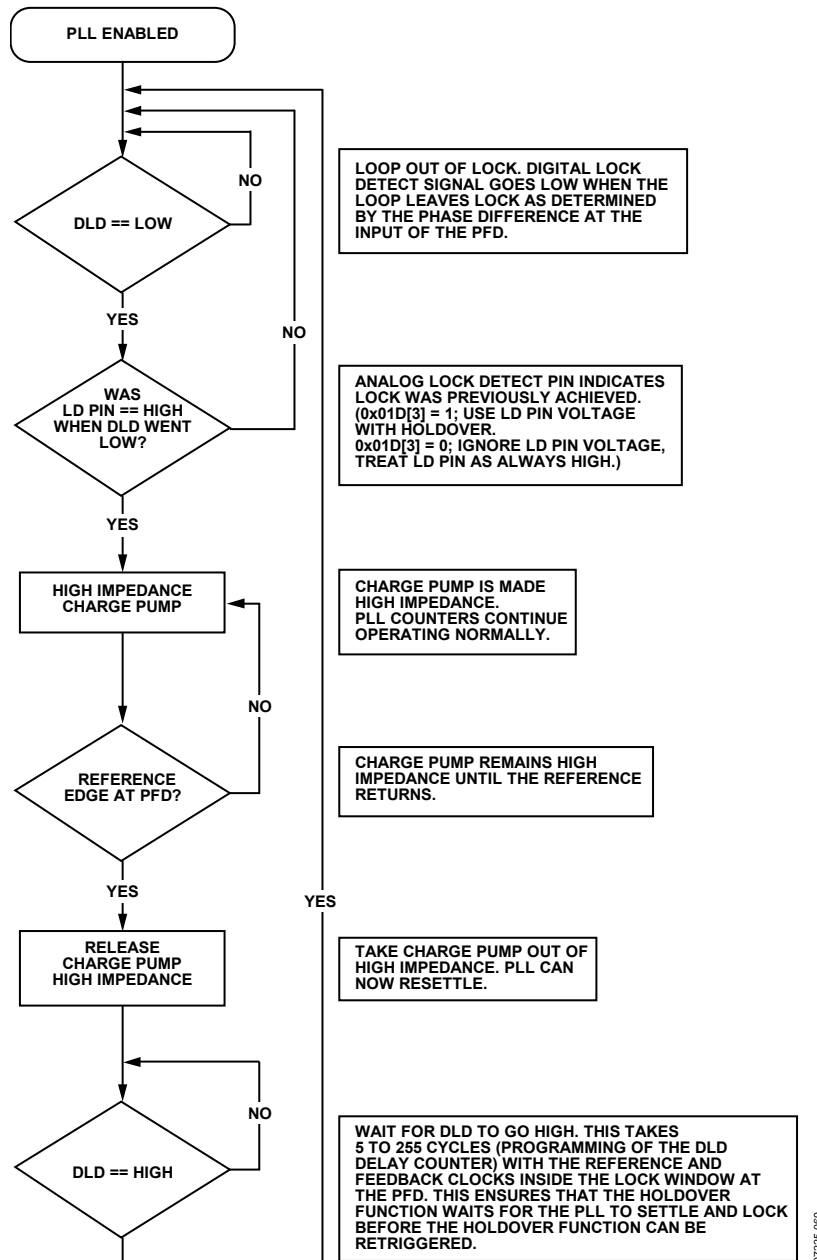 PLL ENABLED
NO
DLD == LOW
LOOP OUT OF LOCK. DIGITAL LOCK
DETECT SIGNAL GOES LOW WHEN THE
LOOP LEAVES LOCK AS DETERMINED
BY THE PHASE DIFFERENCE AT THE
INPUT OF THE PFD.
YES
NO
WAS
LD PIN == HIGH
WHEN DLD WENT
LOW?
ANALOG LOCK DETECT PIN INDICATES
LOCK WAS PREVIOUSLY ACHIEVED.
(0x01D[3] = 1; USE LD PIN VOLTAGE
WITH HOLDOVER.
0x01D[3] = 0; IGNORE LD PIN VOLTAGE,
TREAT LD PIN AS ALWAYS HIGH.)
YES
HIGH IMPEDANCE
CHARGE PUMP
CHARGE PUMP IS MADE
HIGH IMPEDANCE.
PLL COUNTERS CONTINUE
OPERATING NORMALLY.
NO
REFERENCE
EDGE AT PFD?
CHARGE PUMP REMAINS HIGH
IMPEDANCE UNTIL THE REFERENCE
RETURNS.
YES
YES
RELEASE
CHARGE PUMP
HIGH IMPEDANCE
TAKE CHARGE PUMP OUT OF
HIGH IMPEDANCE. PLL CAN
NOW RESETTLE.
NO
DLD == HIGH
WAIT FOR DLD TO GO HIGH. THIS TAKES
5 TO 255 CYCLES (PROGRAMMING OF THE DLD
DELAY COUNTER) WITH THE REFERENCE AND
FEEDBACK CLOCKS INSIDE THE LOCK WINDOW AT
THE PFD. THIS ENSURES THAT THE HOLDOVER
FUNCTION WAITS FOR THE PLL TO SETTLE AND LOCK
BEFORE THE HOLDOVER FUNCTION CAN BE
RETRIGGERED.